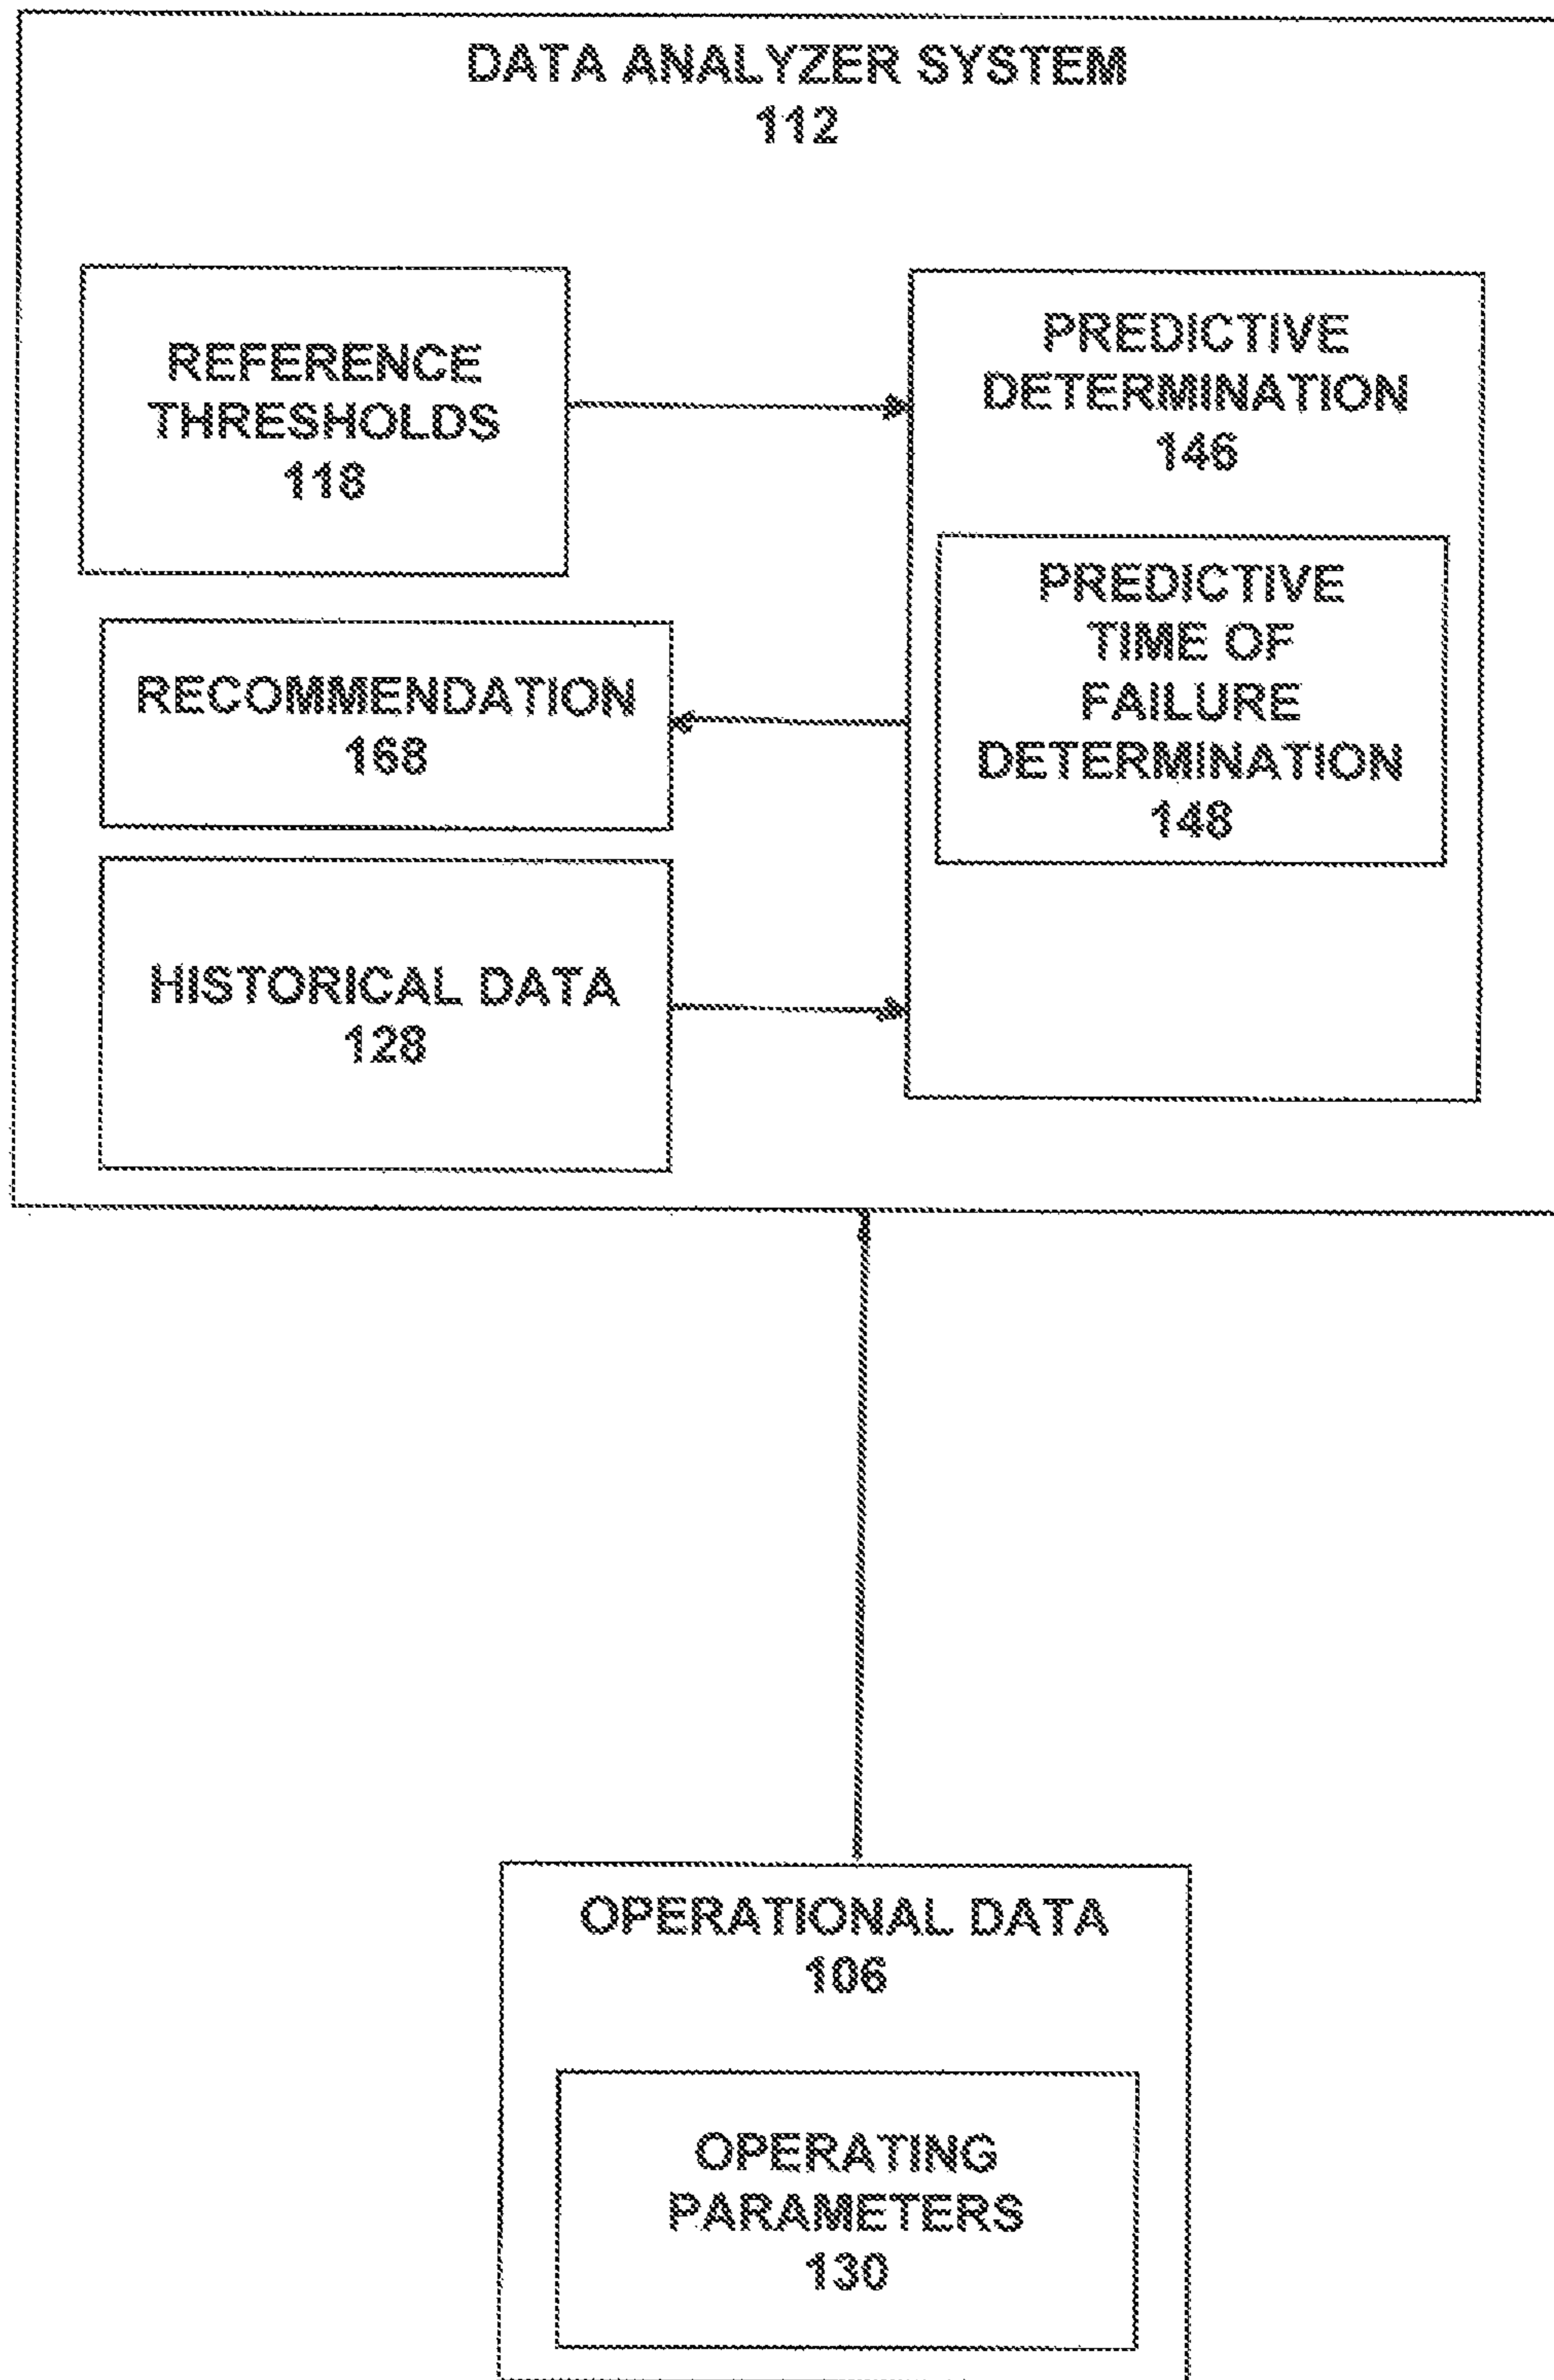 DATA ANALYZER SYSTEM
112
REFERENCE
THRESHOLDS
118
PREDICTIVE
DETERMINATION
146
PREDICTIVE
TIME OF
FAILURE
DETERMINATION
148
RECOMMENDATION
168
HISTORICAL DATA
128
OPERATIONAL DATA
106
OPERATING
PARAMETERS
130